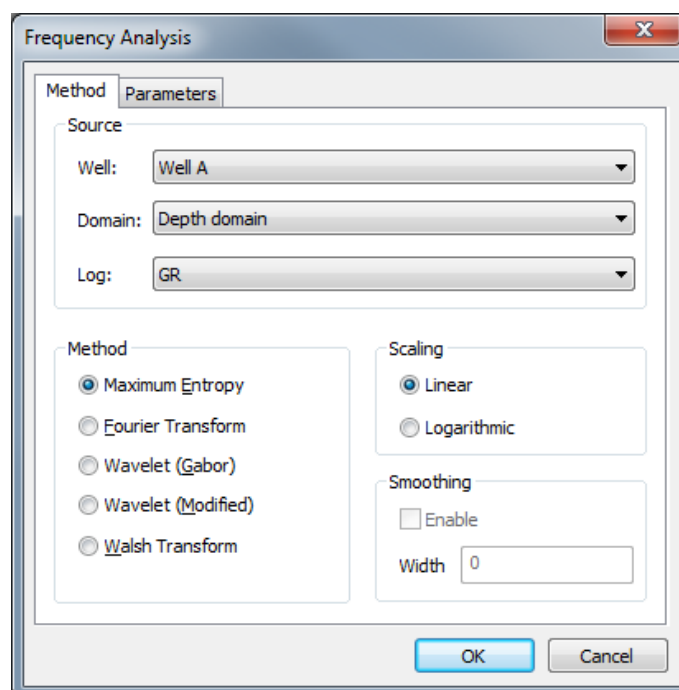 Frequency Analysis
Method
Parameters
Source
Well:
Well A
Domain:
Depth domain
Log:
GR
Method
Maximum Entropy
Fourier Transform
Wavelet (Gabor)
Wavelet (Modified)
Walsh Transform
Scaling
Linear
Logarithmic
Smoothing
Enable
Width
0
OK
Cancel